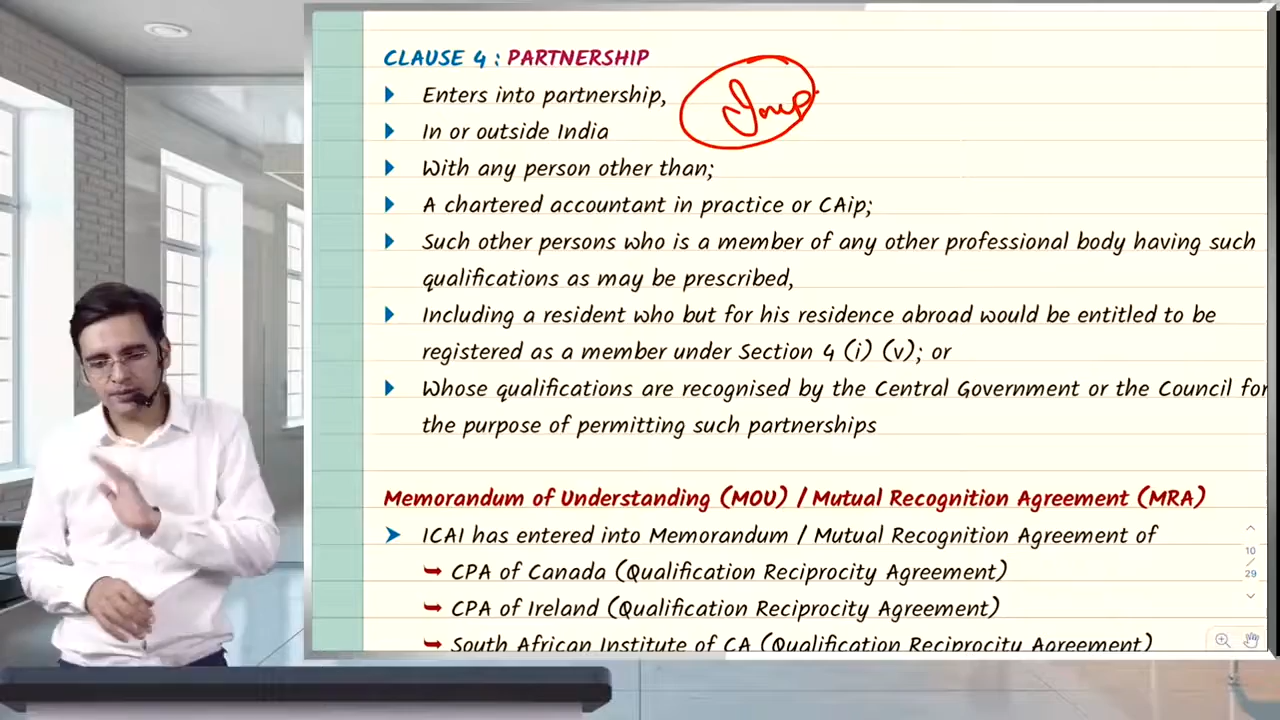 CLAUSE 4 : PARTNERSHIP
Enters into partnership,
Imp
In or outside India
With any person other than;
A chartered accountant in practice or CAip;
Such other persons who is a member of any other professional body having such
qualifications as may be prescribed,
Including a resident who but for his residence abroad would be entitled to be
registered as a member under Section 4 (i) (v); or
Whose qualifications are recognised by the Central Government or the Council for
the purpose of permitting such partnerships
Memorandum of Understanding (MOU) / Mutual Recognition Agreement (MRA)
ICAI has entered into Memorandum / Mutual Recognition Agreement of
CPA of Canada (Qualification Reciprocity Agreement)
CPA of Ireland (Qualification Reciprocity Agreement)
South African Institute of CA (Qualification Reciprocity Agreement)
10
/
29